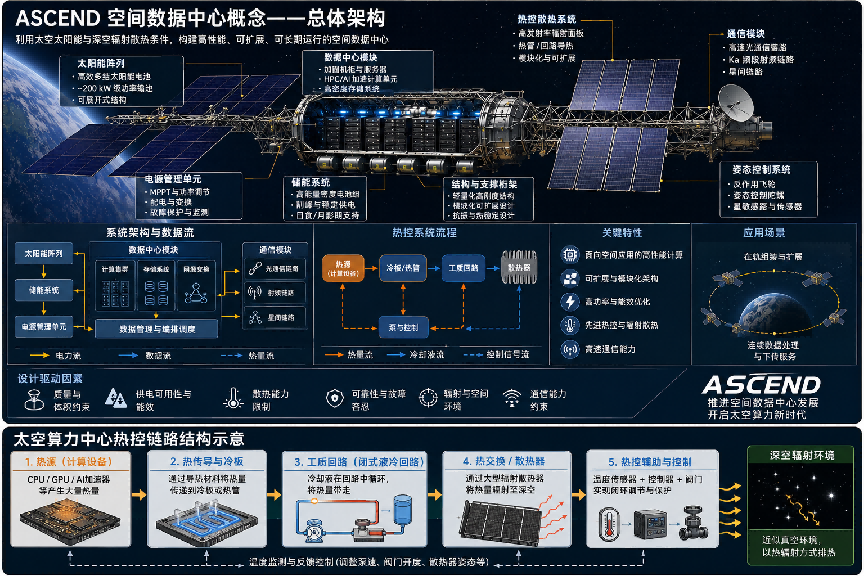 ASCEND 空间数据中心概念——总体架构
利用太空太阳能与深空辐射散热条件，构建高性能、可扩展、可长期运行的空间数据中心
太阳能阵列
• 高效多结太阳能电池
• ~200 kW 级功率输
• 可展开式结构
数据中心模块
• 加固机柜与服务器
• HPC/AI 加速计算单元
• 高密度存储系统
热控散热系统
• 高发射率辐射面板
• 热管 / 回路导热
• 模块化与可扩展
通信模块
• 高速光通信链路
• Ka 频段射频链路
• 星间链路
电源管理单元
• MPPT 与功率调节
• 配电与变换
• 故障保护与监测
储能系统
• 高能量密度电池组
• 削峰与稳定供电
• 日食/月影期支持
结构与支撑桁架
• 轻量化高刚度结构
• 模块化可扩展设计
• 抗振与热稳定设计
姿态控制系统
• 反作用飞轮
• 姿态控制
• 星敏感器与传感器
系统架构与数据流
太阳能阵列
储能系统
电源管理单元
数据中心模块
计算集群
存储系统
网络交换
数据管理与编排调度
通信模块
光通信链路
射频链路
星间链路
电力流
数据流
热量流
热控系统流程
热源
(计算设备)
冷板/热管
工质回路
散热器
泵与控制
热量流
冷却液流
控制信号流
关键特性
面向空间应用的高性能计算
可扩展与模块化架构
高功率与能效优化
先进热控与辐射散热
高速通信能力
应用场景
在轨组装与扩展
连续数据处理
与下传服务
设计驱动因素
质量与
体积约束
供电可用性与
能效
散热能力
限制
可靠性与故障
容忍
辐射与空间
环境
通信能力
约束
ASCEND
推进空间数据中心发展
开启太空算力新时代
太空算力中心热控链路结构示意
1. 热源（计算设备）
CPU / GPU / AI加速器
等产生大量热量
2. 热传导与冷板
通过导热材料将热量
传递到冷板或热管
3. 工质回路（闭式液冷回路）
冷却液在回路中循环，
将热量带走
4. 热交换 / 散热器
通过大型辐射散热器
将热量辐射至深空
5. 热控辅助与控制
温度传感器 + 控制器 + 阀门
实现闭环调节与保护
深空辐射环境
近似真空环境，
以热辐射方式排热
温度监测与反馈控制 (调整泵速、阀门开度、散热器姿态等)